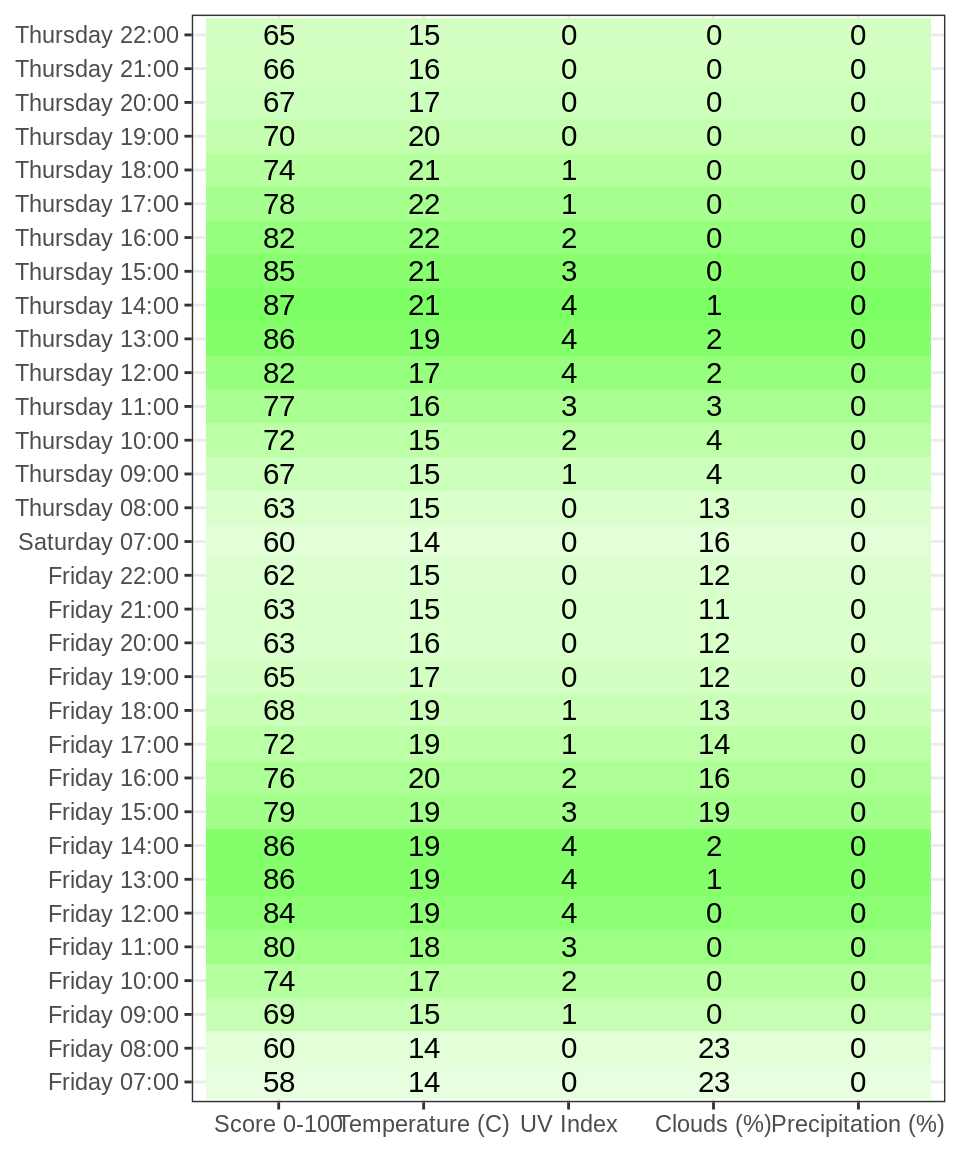 Thursday 22:00 65 15 0 0 0
Thursday 21:00 66 16 0 0 0
Thursday 20:00 67 17 0 0 0
Thursday 19:00 70 20 0 0 0
Thursday 18:00 74 21 1 0 0
Thursday 17:00 78 22 1 0 0
Thursday 16:00 82 22 2 0 0
Thursday 15:00 85 21 3 0 0
Thursday 14:00 87 21 4 1 0
Thursday 13:00 86 19 4 2 0
Thursday 12:00 82 17 4 2 0
Thursday 11:00 77 16 3 3 0
Thursday 10:00 72 15 2 4 0
Thursday 09:00 67 15 1 4 0
Thursday 08:00 63 15 0 13 0
Saturday 07:00 60 14 0 16 0
Friday 22:00 62 15 0 12 0
Friday 21:00 63 15 0 11 0
Friday 20:00 63 16 0 12 0
Friday 19:00 65 17 0 12 0
Friday 18:00 68 19 1 13 0
Friday 17:00 72 19 1 14 0
Friday 16:00 76 20 2 16 0
Friday 15:00 79 19 3 19 0
Friday 14:00 86 19 4 2 0
Friday 13:00 86 19 4 1 0
Friday 12:00 84 19 4 0 0
Friday 11:00 80 18 3 0 0
Friday 10:00 74 17 2 0 0
Friday 09:00 69 15 1 0 0
Friday 08:00 60 14 0 23 0
Friday 07:00 58 14 0 23 0
Score 0-100 Temperature (C) UV Index Clouds (%) Precipitation (%)